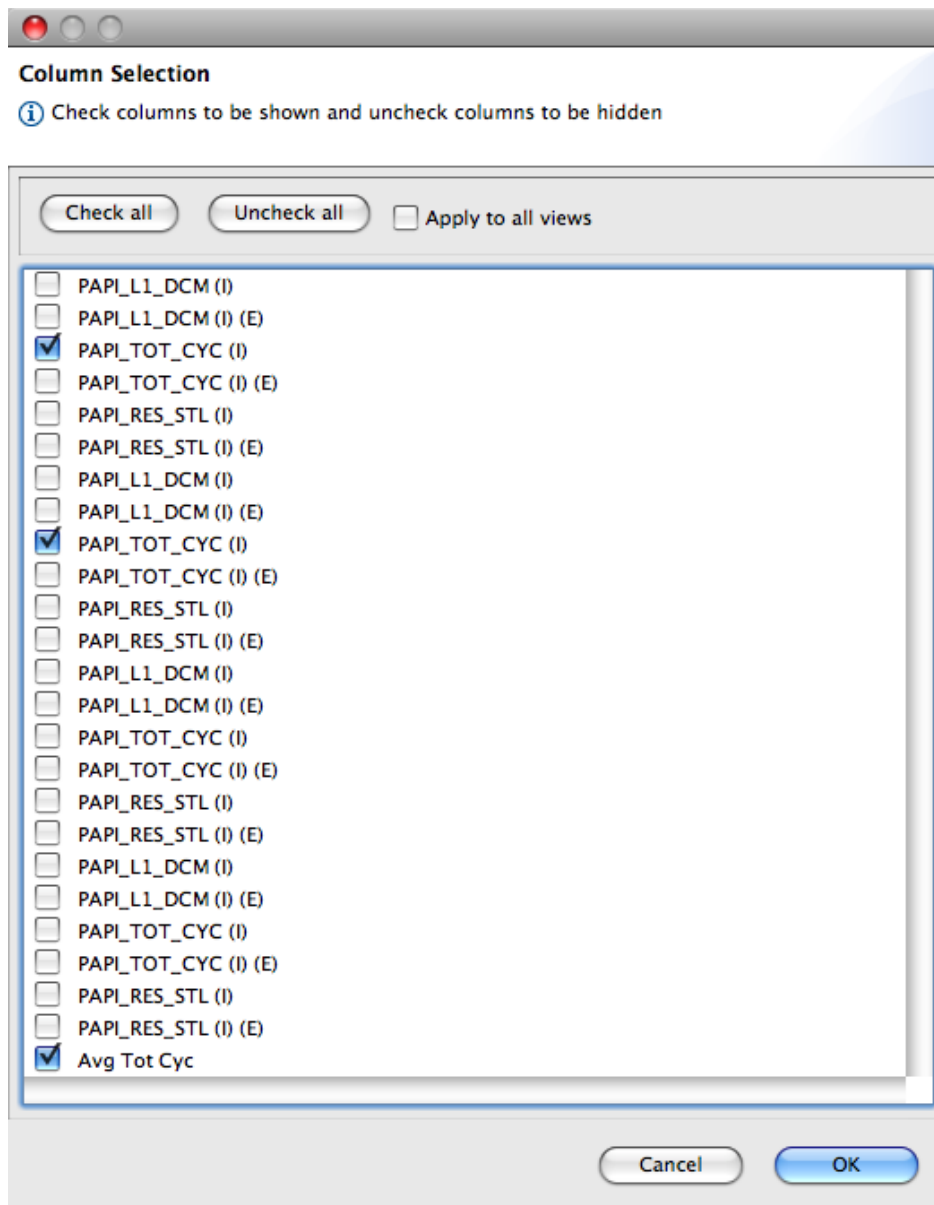 Column Selection
Check columns to be shown and uncheck columns to be hidden
Check all Uncheck all Apply to all views
PAPI_L1_DCM (I)
PAPI_L1_DCM (I) (E)
PAPI_TOT_CYC (I)
PAPI_TOT_CYC (I) (E)
PAPI_RES_STL (I)
PAPI_RES_STL (I) (E)
PAPI_L1_DCM (I)
PAPI_L1_DCM (I) (E)
PAPI_TOT_CYC (I)
PAPI_TOT_CYC (I) (E)
PAPI_RES_STL (I)
PAPI_RES_STL (I) (E)
PAPI_L1_DCM (I)
PAPI_L1_DCM (I) (E)
PAPI_TOT_CYC (I)
PAPI_TOT_CYC (I) (E)
PAPI_RES_STL (I)
PAPI_RES_STL (I) (E)
PAPI_L1_DCM (I)
PAPI_L1_DCM (I) (E)
PAPI_TOT_CYC (I)
PAPI_TOT_CYC (I) (E)
PAPI_RES_STL (I)
PAPI_RES_STL (I) (E)
Avg Tot Cyc
Cancel OK